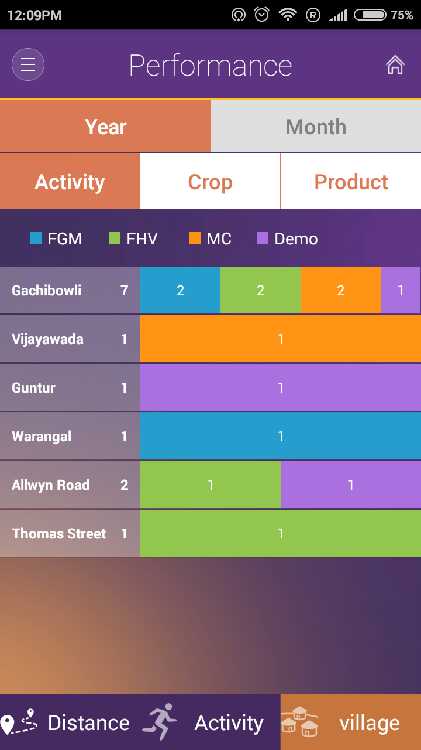 12:09PM R 75%
Performance
Year Month
Activity Crop Product
FGM FHV MC Demo
Gachibowli 7 2 2 2 1
Vijayawada 1 1
Guntur 1 1
Warangal 1 1
Allwyn Road 2 1 1
Thomas Street 1 1
Distance Activity village